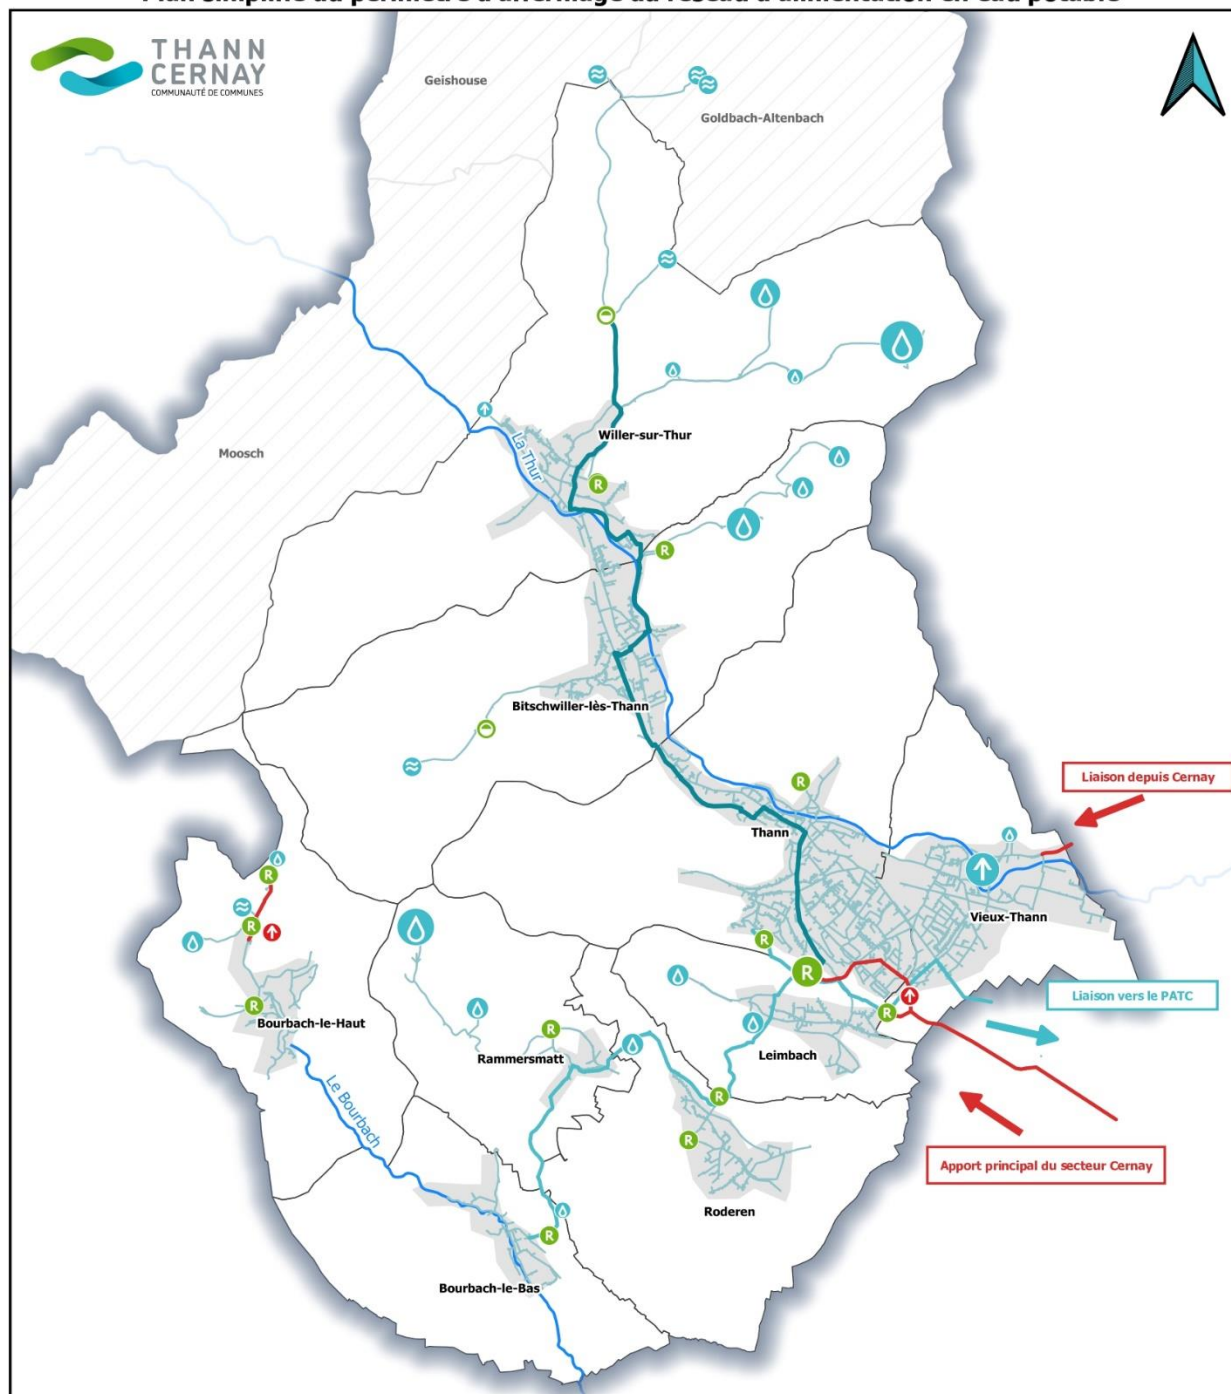 Plan simplifié du périmètre d'affermage du réseau d'alimentation en eau potable
THANN
CERNAY
COMMUNAUTÉ DE COMMUNES
Geishouse
Goldbach-Altenbach
Moosch
Willer-sur-Thur
La Thur
R
R
Bitschwiller-lès-Thann
Liaison depuis Cernay
R
Thann
R
Vieux-Thann
R
R
R
Liaison vers le PATC
R
R
Bourbach-le-Haut
R
Rammersmatt
Leimbach
Le Bourbach
R
R
Apport principal du secteur Cernay
Roderen
R
Bourbach-le-Bas